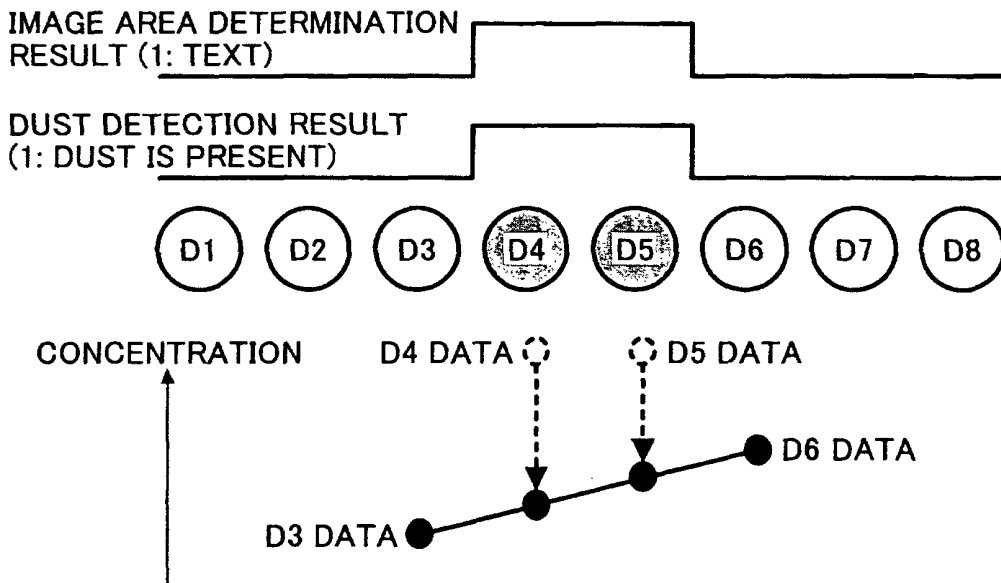 IMAGE AREA DETERMINATION
RESULT (1: TEXT)
DUST DETECTION RESULT
(1: DUST IS PRESENT)
D1 D2 D3 D4 D5 D6 D7 D8
CONCENTRATION D4 DATA D5 DATA
D6 DATA
D3 DATA